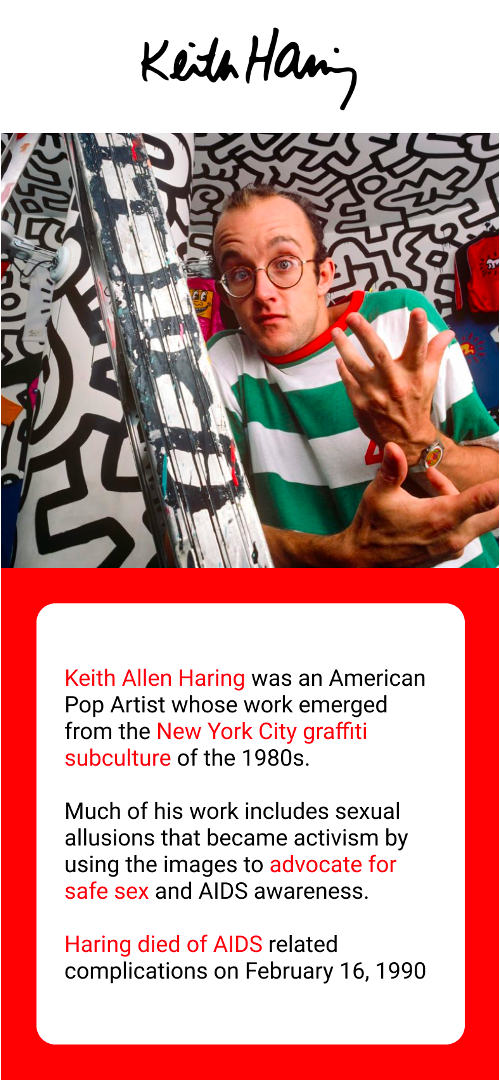 Keith Haring
Keith Allen Haring was an American
Pop Artist whose work emerged
from the New York City graffiti
subculture of the 1980s.
Much of his work includes sexual
allusions that became activism by
using the images to advocate for
safe sex and AIDS awareness.
Haring died of AIDS related
complications on February 16, 1990